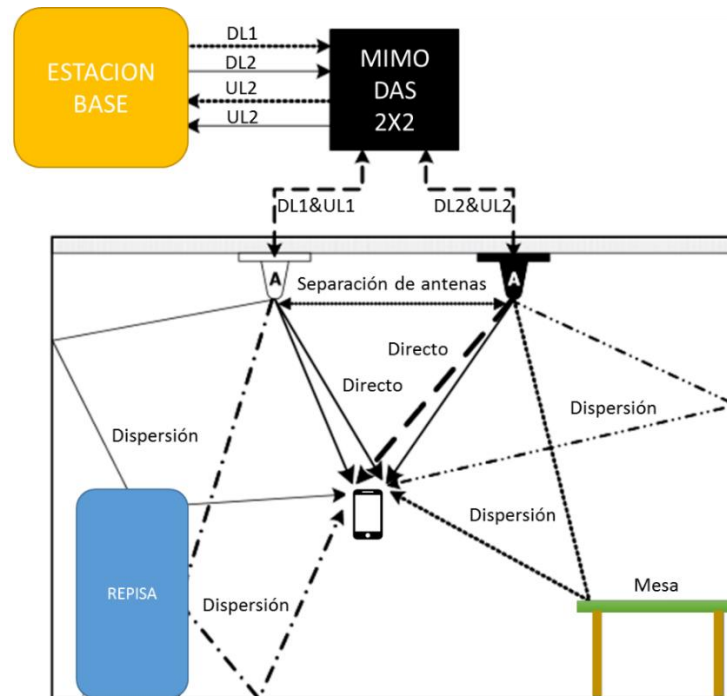 ESTACION
BASE
DL1
DL2
UL2
UL2
MIMO
DAS
2X2
DL1&UL1
DL2&UL2
A
A
Separación de antenas
Directo
Directo
Dispersión
Dispersión
Dispersión
Dispersión
REPISA
Mesa